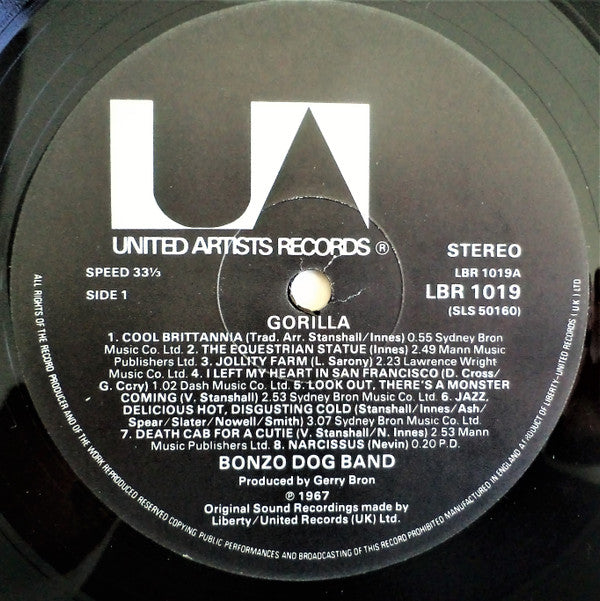 UA
UNITED ARTISTS RECORDS ®
STEREO
SPEED 33⅓
LBR 1019A
SIDE 1
LBR 1019
(SLS 50160)
GORILLA
1. COOL BRITTANNIA (Trad. Arr. Stanshall/Innes) 0.55 Sydney Bron
Music Co. Ltd. 2. THE EQUESTRIAN STATUE (Innes) 2.49 Mann Music
Publishers Ltd. 3. JOLLITY FARM (L. Sarony) 2.23 Lawrence Wright
Music Co. Ltd. 4. I LEFT MY HEART IN SAN FRANCISCO (D. Cross/
G. Ccry) 1.02 Dash Music Co. Ltd. 5. LOOK OUT, THERE'S A MONSTER
COMING (V. Stanshall) 2.53 Sydney Bron Music Co. Ltd. 6. JAZZ,
DELICIOUS HOT, DISGUSTING COLD (Stanshall/Innes/Ash/
Spear/Slater/Nowell/Smith) 3.07 Sydney Bron Music Co. Ltd.
7. DEATH CAB FOR A CUTIE (V. Stanshall/N. Innes) 2.53 Mann
Music Publishers Ltd. 8. NARCISSUS (Nevin) 0.20 P.D.
BONZO DOG BAND
Produced by Gerry Bron
℗ 1967
Original Sound Recordings made by
Liberty/United Records (UK) Ltd.
ALL RIGHTS OF THE RECORD PRODUCER AND OF THE WORK REPRODUCED RESERVED COPYING PUBLIC PERFORMANCES AND BROADCASTING OF THIS RECORD PROHIBITED MANUFACTURED IN ENGLAND A PRODUCT OF LIBERTY-UNITED RECORDS (UK) LTD